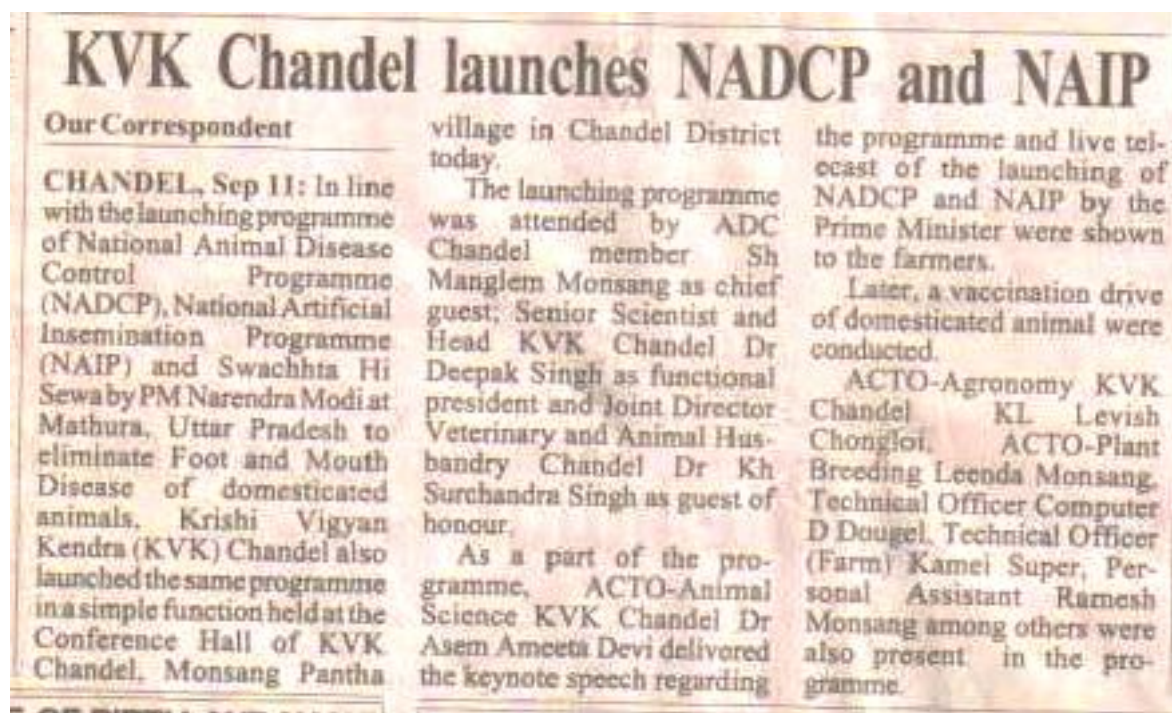 KVK Chandel launches NADCP and NAIP
Our Correspondent
CHANDEL, Sep 11: In line
with the launching programme
of National Animal Disease
Control Programme
(NADCP), National Artificial
Insemination Programme
(NAIP) and Swachhta Hi
Sewa by PM Narendra Modi at
Mathura, Uttar Pradesh to
eliminate Foot and Mouth
Disease of domesticated
animals, Krishi Vigyan
Kendra (KVK) Chandel also
launched the same programme
in a simple function held at the
Conference Hall of KVK
Chandel, Monsang Pantha
village in Chandel District
today.
The launching programme
was attended by ADC
Chandel member Sh
Manglem Monsang as chief
guest; Senior Scientist and
Head KVK Chandel Dr
Deepak Singh as functional
president and Joint Director
Veterinary and Animal Hus-
bandry Chandel Dr Kh
Surchandra Singh as guest of
honour.
As a part of the pro-
gramme, ACTO-Animal
Science KVK Chandel Dr
Asem Ameeta Devi delivored
the keynote speech regarding
the programme and live tel-
ecast of the launching of
NADCP and NAIP by the
Prime Minister were shown
to the farmers.
Later, a vaccination drive
of domesticated animal were
conducted.
ACTO-Agronomy KVK
Chandel KL Levish
Chongloi, ACTO-Plant
Breeding Leenda Monsang,
Technical Officer Computer
D Dougel, Technical Officer
(Farm) Kamei Super, Per-
sonal Assistant Ramesh
Monsang among others were
also present in the pro-
gramme.